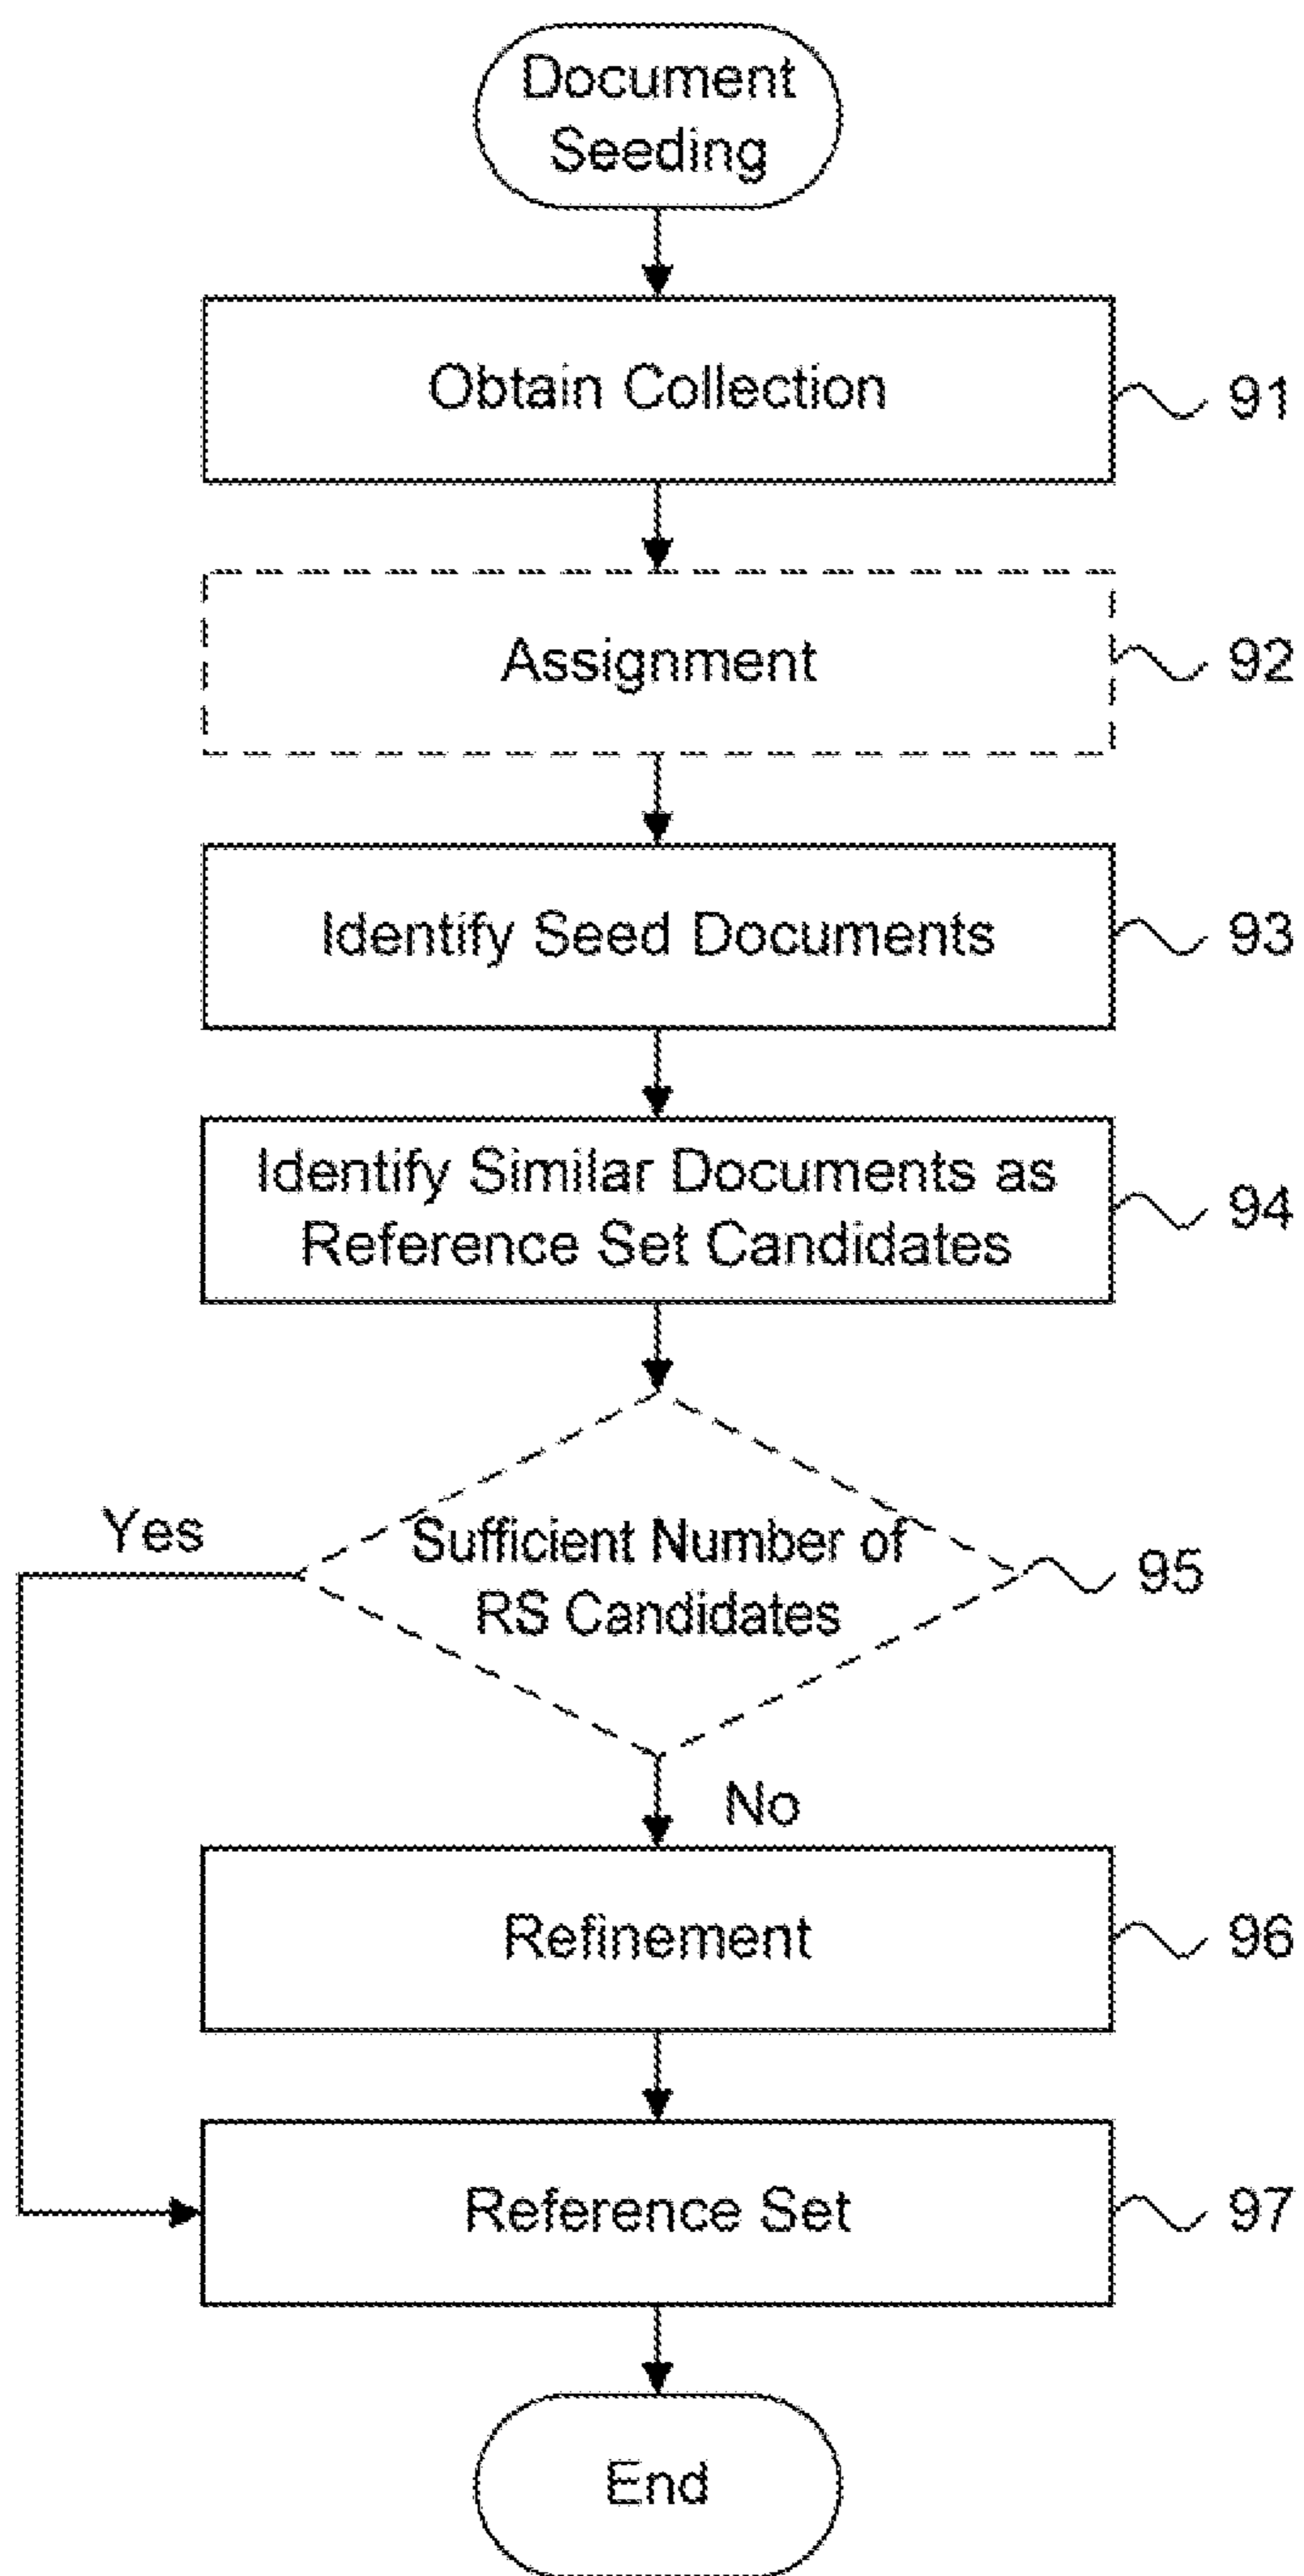 Document
Seeding
Obtain Collection
91
Assignment
92
Identify Seed Documents
93
Identify Similar Documents as
Reference Set Candidates
94
Yes
Sufficient Number of
RS Candidates
95
No
Refinement
96
Reference Set
97
End